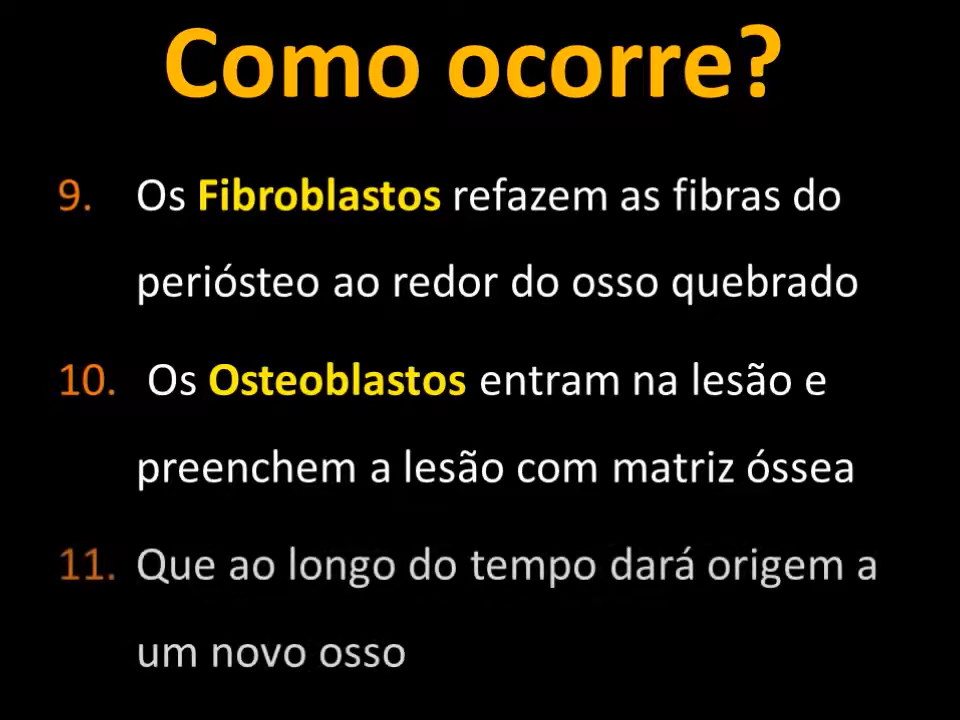 Como ocorre?
9. Os Fibroblastos refazem as fibras do
periósteo ao redor do osso quebrado
10. Os Osteoblastos entram na lesão e
preenchem a lesão com matriz óssea
11. Que ao longo do tempo dará origem a
um novo osso